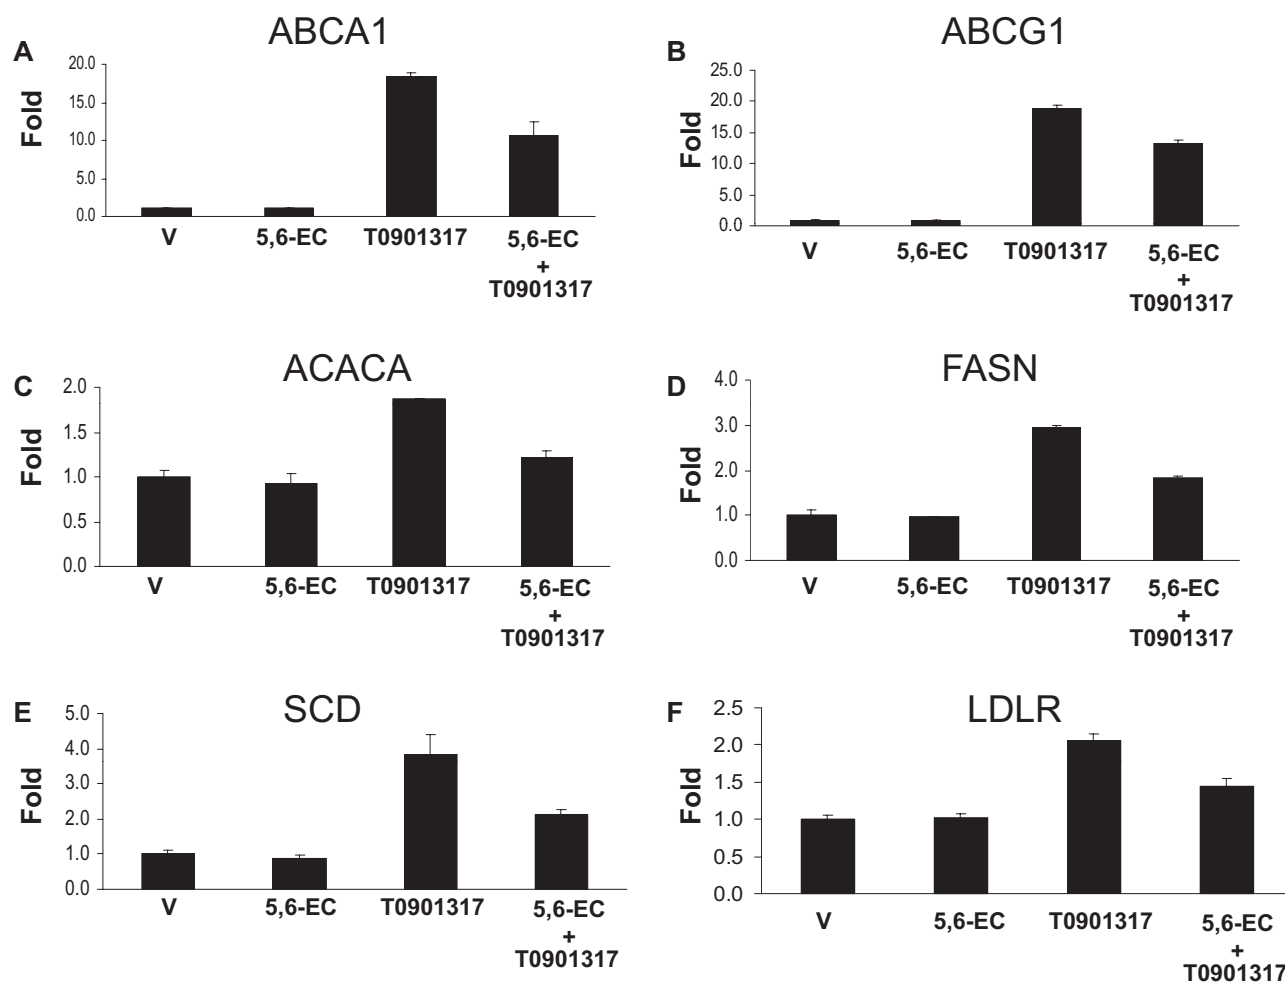 A
ABCA1
Fold
20.0
15.0
10.0
5.0
0.0
V
5,6-EC
T0901317
5,6-EC
+
T0901317
B
ABCG1
Fold
25.0
20.0
15.0
10.0
5.0
0.0
V
5,6-EC
T0901317
5,6-EC
+
T0901317
C
ACACA
Fold
2.0
1.5
1.0
0.5
0.0
V
5,6-EC
T0901317
5,6-EC
+
T0901317
D
FASN
Fold
4.0
3.0
2.0
1.0
0.0
V
5,6-EC
T0901317
5,6-EC
+
T0901317
E
SCD
Fold
5.0
4.0
3.0
2.0
1.0
0.0
V
5,6-EC
T0901317
5,6-EC
+
T0901317
F
LDLR
Fold
2.5
2.0
1.5
1.0
0.5
0.0
V
5,6-EC
T0901317
5,6-EC
+
T0901317